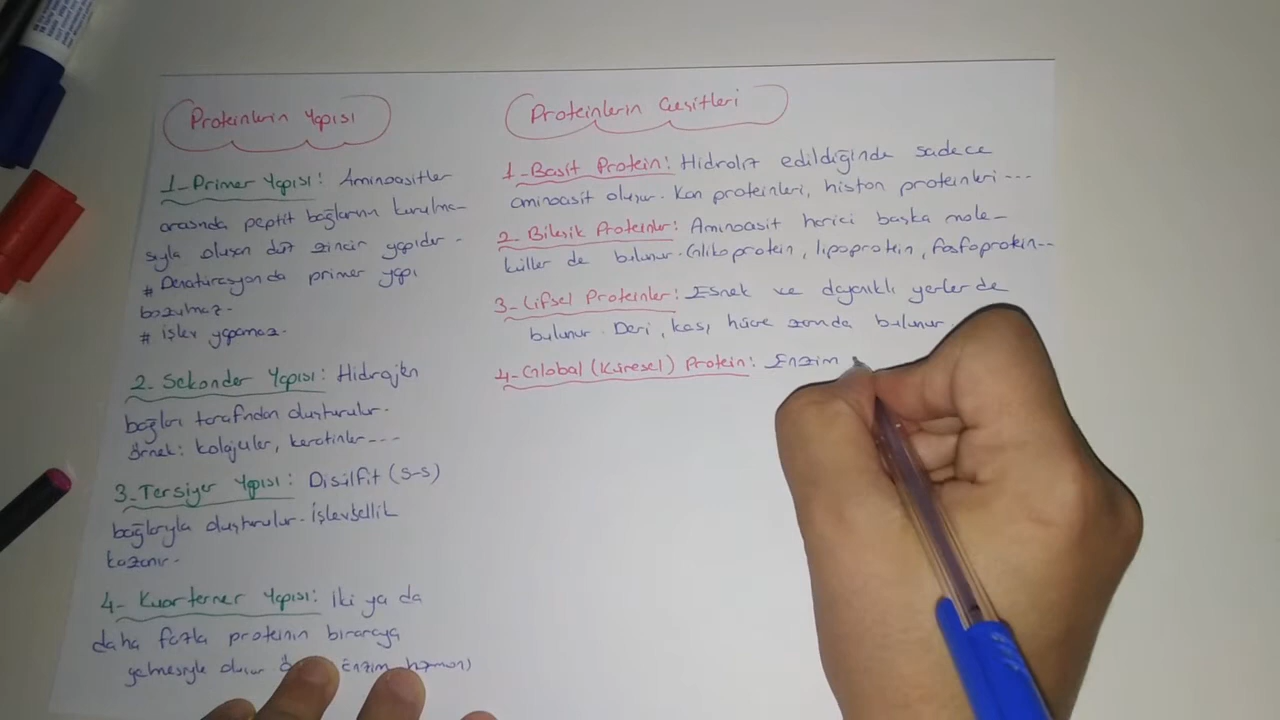 Proteinlerin Yapısı
1-Primer Yapısı: Aminoasitler
arasında peptit bağlarının kurulma-
sıyla oluşan düz zincir yapıdır-
# Denatürasyonda primer yapı
bozulmaz.
# İşlev yapamaz.
2. Sekonder Yapısı: Hidrojen
bağları tarafından oluşturulur.
Örnek: kolajenler, keratinler---
3-Tersiyer Yapısı: Disülfit (S-S)
bağlarıyla oluşturulur. İşlevsellik
kazanır.
4- Kuarterner Yapısı: İki ya da
daha fazla proteinin biraraya
gelmesiyle oluşur Enzim
Proteinlerin Çeşitleri
1-Basit Protein: Hidroliz edildiğinde sadece
aminoasit oluşur. Kan proteinleri, histon proteinleri---
2- Bileşik Proteinler: Aminoasit harici başka mole-
küller de bulunur. Glikoprotein, lipoprotein, fosfoprotein--
3-Lifsel Proteinler: Esnek ve dayanıklı yerlerde
bulunur. Deri, kas, hücre zarında bulunur
4-Global (Küresel) Protein: Enzim